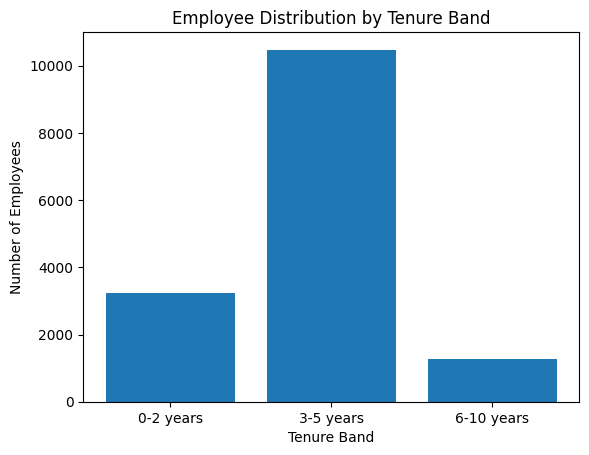 Employee Distribution by Tenure Band
Number of Employees
10000
8000
6000
4000
2000
0
0-2 years
3-5 years
6-10 years
Tenure Band